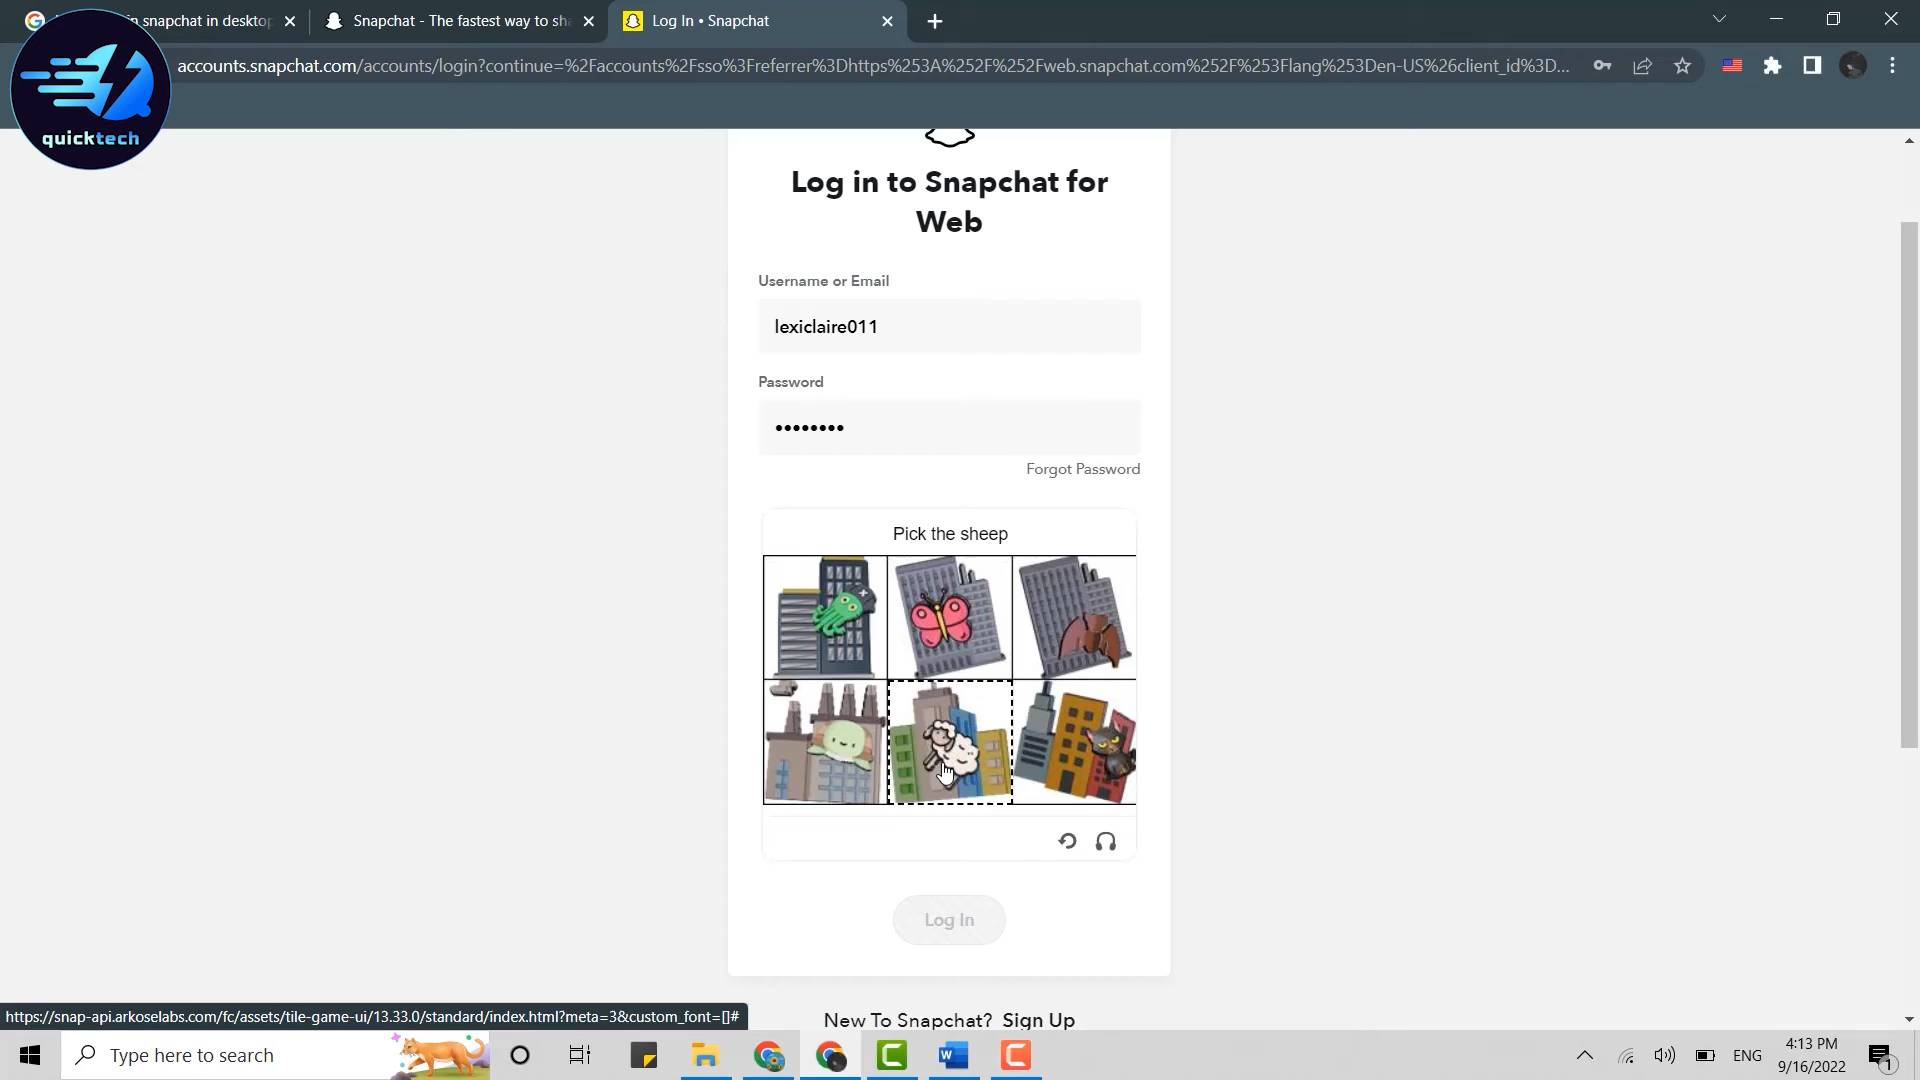 in snapchat in desktop
Snapchat - The fastest way to sha
Log In • Snapchat
accounts.snapchat.com/accounts/login?continue=%2Faccounts%2Fsso%3Freferrer%3Dhttps%253A%252F%252Fweb.snapchat.com%252F%253Flang%253Den-US%26client_id%3D...
quicktech
Log in to Snapchat for
Web
Username or Email
lexiclaire011
Password
Forgot Password
Pick the sheep
Log In
https://snap-api.arkoselabs.com/fc/assets/tile-game-ui/13.33.0/standard/index.html?meta=3&custom_font=[]#
New To Snapchat? Sign Up
Type here to search
ENG
4:13 PM
9/16/2022
1